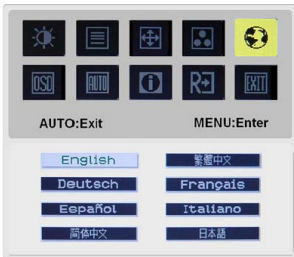 OSD AUTO i R EXIT
AUTO:Exit MENU:Enter
English 繁體中文
Deutsch Français
Español Italiano
简体中文 日本語